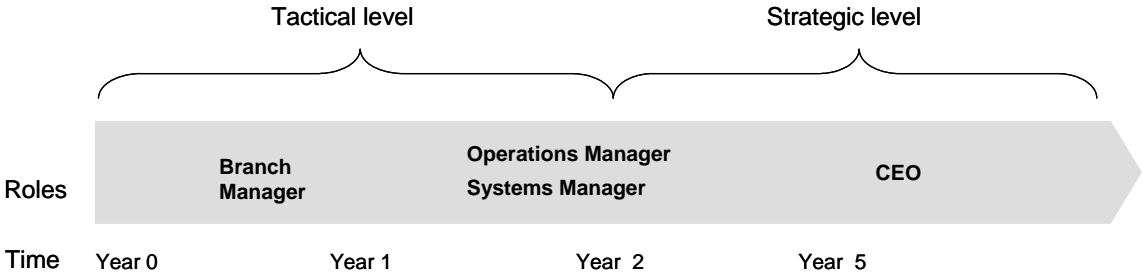 Tactical level Strategic level
Branch
Manager
Operations Manager
Systems Manager
CEO
Roles
Time Year 0 Year 1 Year 2 Year 5